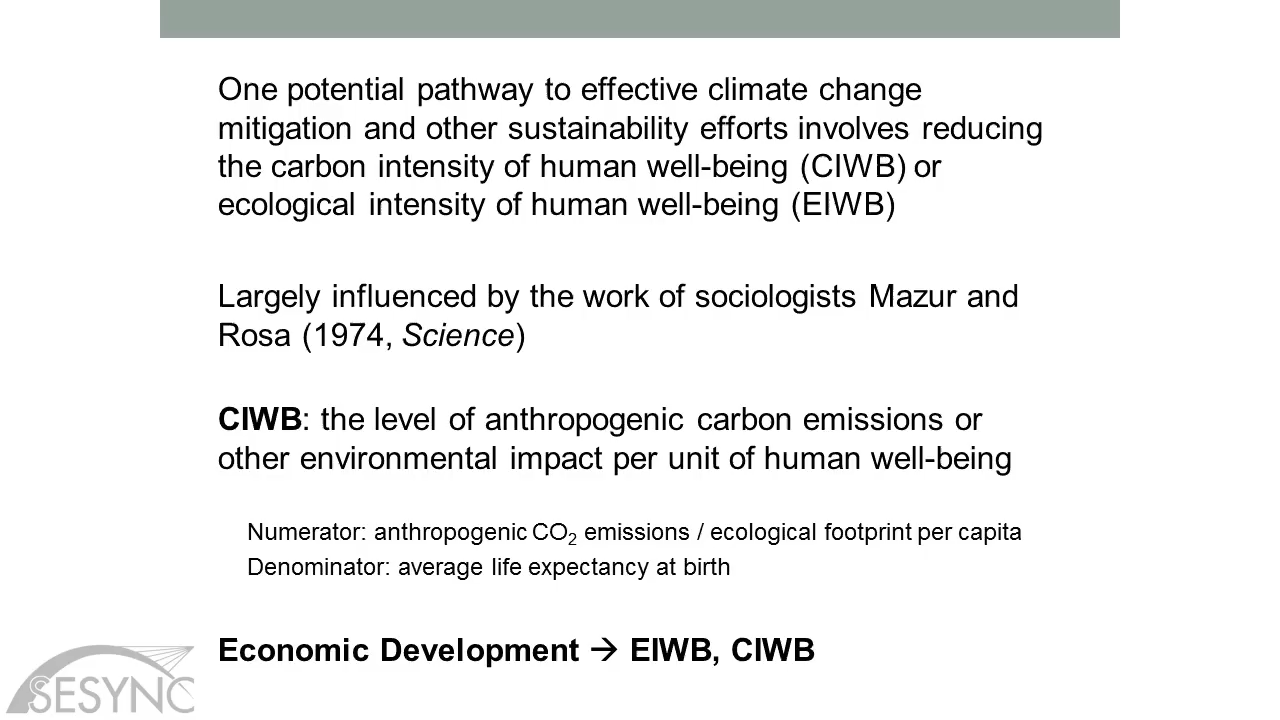 One potential pathway to effective climate change
mitigation and other sustainability efforts involves reducing
the carbon intensity of human well-being (CIWB) or
ecological intensity of human well-being (EIWB)
Largely influenced by the work of sociologists Mazur and
Rosa (1974, Science)
CIWB: the level of anthropogenic carbon emissions or
other environmental impact per unit of human well-being
Numerator: anthropogenic CO₂ emissions / ecological footprint per capita
Denominator: average life expectancy at birth
Economic Development → EIWB, CIWB
SESYNC